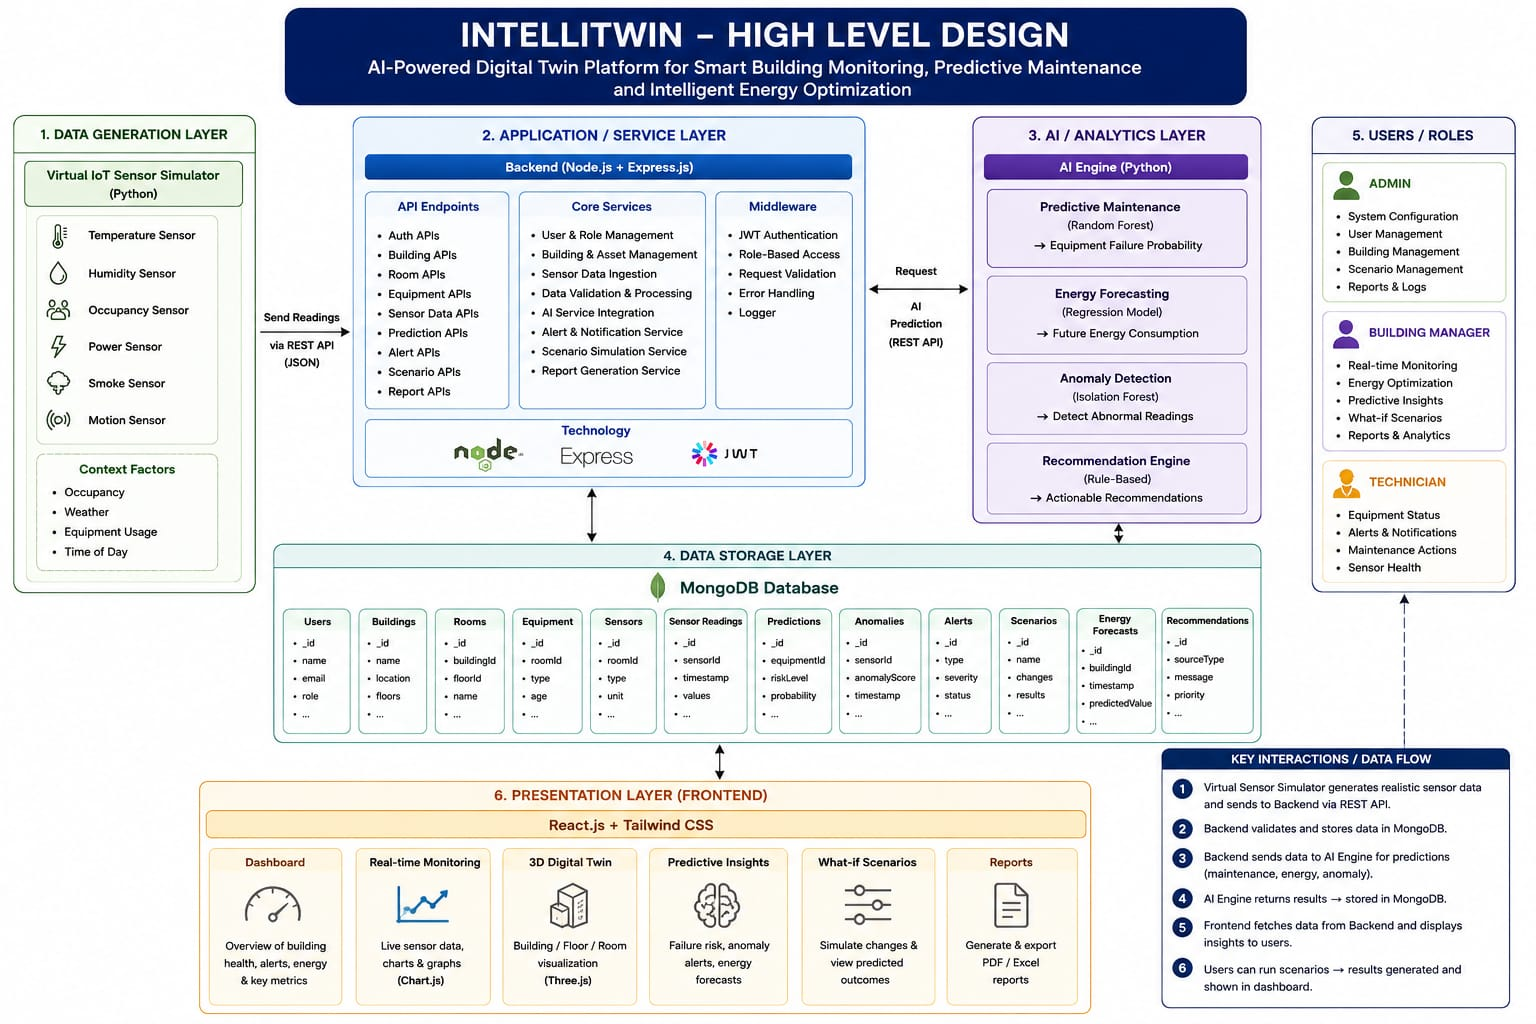 INTELLITWIN – HIGH LEVEL DESIGN
AI-Powered Digital Twin Platform for Smart Building Monitoring, Predictive Maintenance
and Intelligent Energy Optimization
1. DATA GENERATION LAYER
Virtual IoT Sensor Simulator
(Python)
Temperature Sensor
Humidity Sensor
Occupancy Sensor
Power Sensor
Smoke Sensor
Motion Sensor
Context Factors
• Occupancy
• Weather
• Equipment Usage
• Time of Day
Send Readings
via REST API
(JSON)
2. APPLICATION / SERVICE LAYER
Backend (Node.js + Express.js)
API Endpoints
• Auth APIs
• Building APIs
• Room APIs
• Equipment APIs
• Sensor Data APIs
• Prediction APIs
• Alert APIs
• Scenario APIs
• Report APIs
Core Services
• User & Role Management
• Building & Asset Management
• Sensor Data Ingestion
• Data Validation & Processing
• AI Service Integration
• Alert & Notification Service
• Scenario Simulation Service
• Report Generation Service
Middleware
• JWT Authentication
• Role-Based Access
• Request Validation
• Error Handling
• Logger
Technology
node
JS
Express
JWT
Request
AI
Prediction
(REST API)
3. AI / ANALYTICS LAYER
AI Engine (Python)
Predictive Maintenance
(Random Forest)
→ Equipment Failure Probability
Energy Forecasting
(Regression Model)
→ Future Energy Consumption
Anomaly Detection
(Isolation Forest)
→ Detect Abnormal Readings
Recommendation Engine
(Rule-Based)
→ Actionable Recommendations
5. USERS / ROLES
ADMIN
• System Configuration
• User Management
• Building Management
• Scenario Management
• Reports & Logs
BUILDING MANAGER
• Real-time Monitoring
• Energy Optimization
• Predictive Insights
• What-if Scenarios
• Reports & Analytics
TECHNICIAN
• Equipment Status
• Alerts & Notifications
• Maintenance Actions
• Sensor Health
4. DATA STORAGE LAYER
MongoDB Database
Users
• _id
• name
• email
• role
• ...
Buildings
• _id
• name
• location
• floors
• ...
Rooms
• _id
• buildingId
• floorId
• name
• ...
Equipment
• _id
• roomId
• type
• age
• ...
Sensors
• _id
• roomId
• type
• unit
• ...
Sensor Readings
• _id
• sensorId
• timestamp
• values
• ...
Predictions
• _id
• equipmentId
• riskLevel
• probability
• ...
Anomalies
• _id
• sensorId
• anomalyScore
• timestamp
• ...
Alerts
• _id
• type
• severity
• status
• ...
Scenarios
• _id
• name
• changes
• results
• ...
Energy
Forecasts
• _id
• buildingId
• timestamp
• predictedValue
• ...
Recommendations
• _id
• sourceType
• message
• priority
• ...
6. PRESENTATION LAYER (FRONTEND)
React.js + Tailwind CSS
Dashboard
Overview of building
health, alerts, energy
& key metrics
Real-time Monitoring
Live sensor data,
charts & graphs
(Chart.js)
3D Digital Twin
Building / Floor / Room
visualization
(Three.js)
Predictive Insights
Failure risk, anomaly
alerts, energy
forecasts
What-if Scenarios
Simulate changes &
view predicted
outcomes
Reports
Generate & export
PDF / Excel
reports
KEY INTERACTIONS / DATA FLOW
1 Virtual Sensor Simulator generates realistic sensor data
and sends to Backend via REST API.
2 Backend validates and stores data in MongoDB.
3 Backend sends data to AI Engine for predictions
(maintenance, energy, anomaly).
4 AI Engine returns results → stored in MongoDB.
5 Frontend fetches data from Backend and displays
insights to users.
6 Users can run scenarios → results generated and
shown in dashboard.